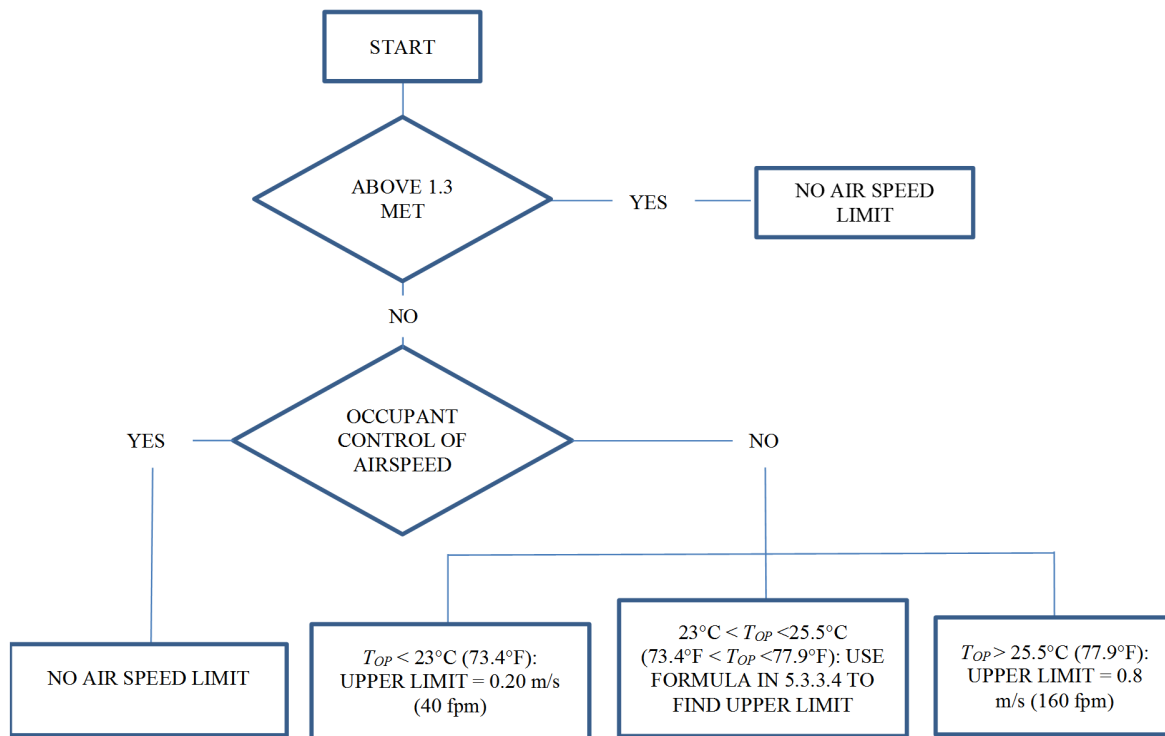 START
ABOVE 1.3
MET
YES
NO AIR SPEED
LIMIT
NO
OCCUPANT
CONTROL OF
AIRSPEED
YES
NO
NO AIR SPEED LIMIT
TOP < 23°C (73.4°F):
UPPER LIMIT = 0.20 m/s
(40 fpm)
23°C < TOP <25.5°C
(73.4°F < TOP <77.9°F): USE
FORMULA IN 5.3.3.4 TO
FIND UPPER LIMIT
TOP > 25.5°C (77.9°F):
UPPER LIMIT = 0.8
m/s (160 fpm)